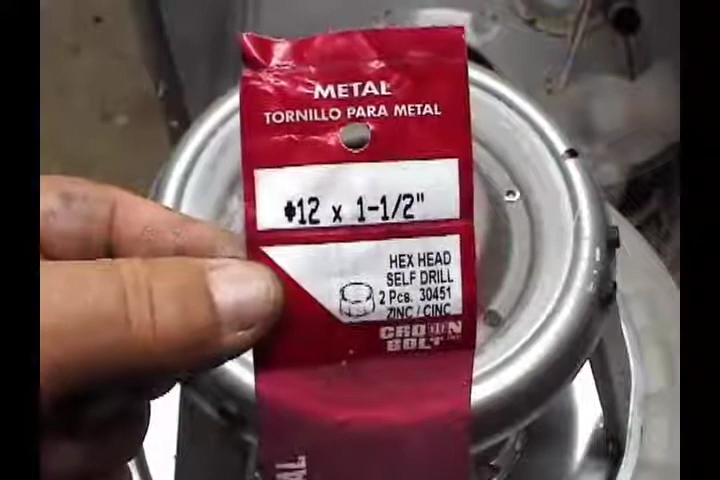 METAL
TORNILLO PARA METAL
#12 x 1-1/2"
HEX HEAD
SELF DRILL
2 Pcs. 30451
ZINC / CINC
CROWN
BOLT
AL